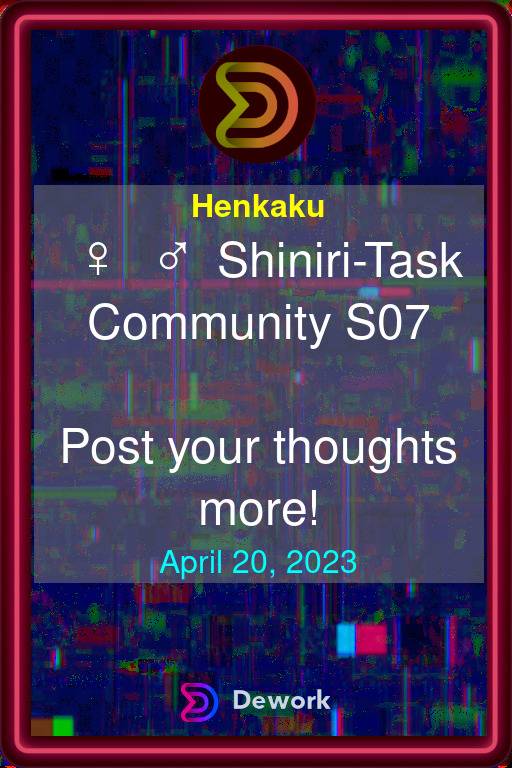 Henkaku
♀ ♂ Shiniri-Task
Community S07
Post your thoughts
more!
April 20, 2023
Dework